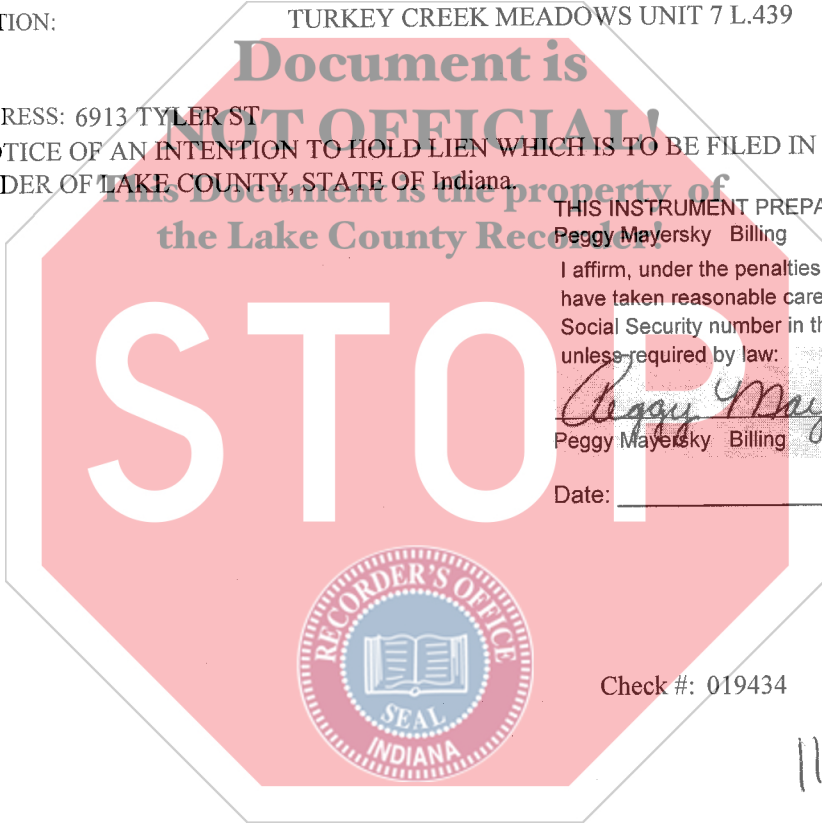 TION: TURKEY CREEK MEADOWS UNIT 7 L.439
Document is
RESS: 6913 TYLER ST
NOT OFFICIAL!
TICE OF AN INTENTION TO HOLD LIEN WHICH IS TO BE FILED IN
DER OF LAKE COUNTY, STATE OF Indiana.
This Document is the property of
the Lake County Recorder!
THIS INSTRUMENT PREPA
Peggy Mayersky Billing
I affirm, under the penalties
have taken reasonable care
Social Security number in th
unless required by law:
STOP
Peggy May
Peggy Mayersky Billing
Date:
RECORDER'S OFFICE
SEAL
INDIANA
Check #: 019434
11